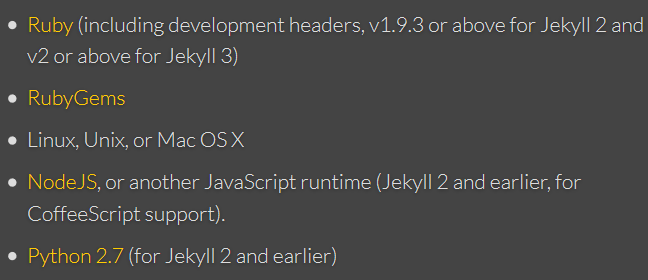 • Ruby (including development headers, v1.9.3 or above for Jekyll 2 and
v2 or above for Jekyll 3)
• RubyGems
• Linux, Unix, or Mac OS X
• NodeJS, or another JavaScript runtime (Jekyll 2 and earlier, for
CoffeeScript support).
• Python 2.7 (for Jekyll 2 and earlier)